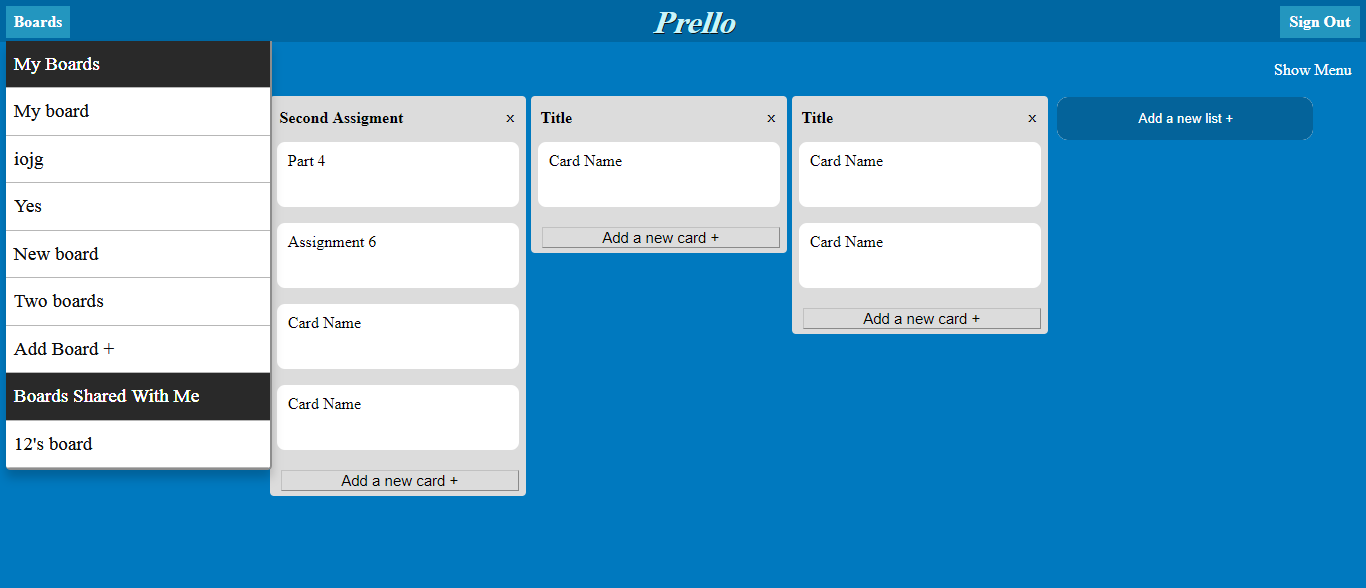 Boards
Prello
Sign Out
Show Menu
My Boards
My board
iojg
Yes
New board
Two boards
Add Board +
Boards Shared With Me
12's board
Second Assigment x
Part 4
Assignment 6
Card Name
Card Name
Add a new card +
Title x
Card Name
Add a new card +
Title x
Card Name
Card Name
Add a new card +
Add a new list +